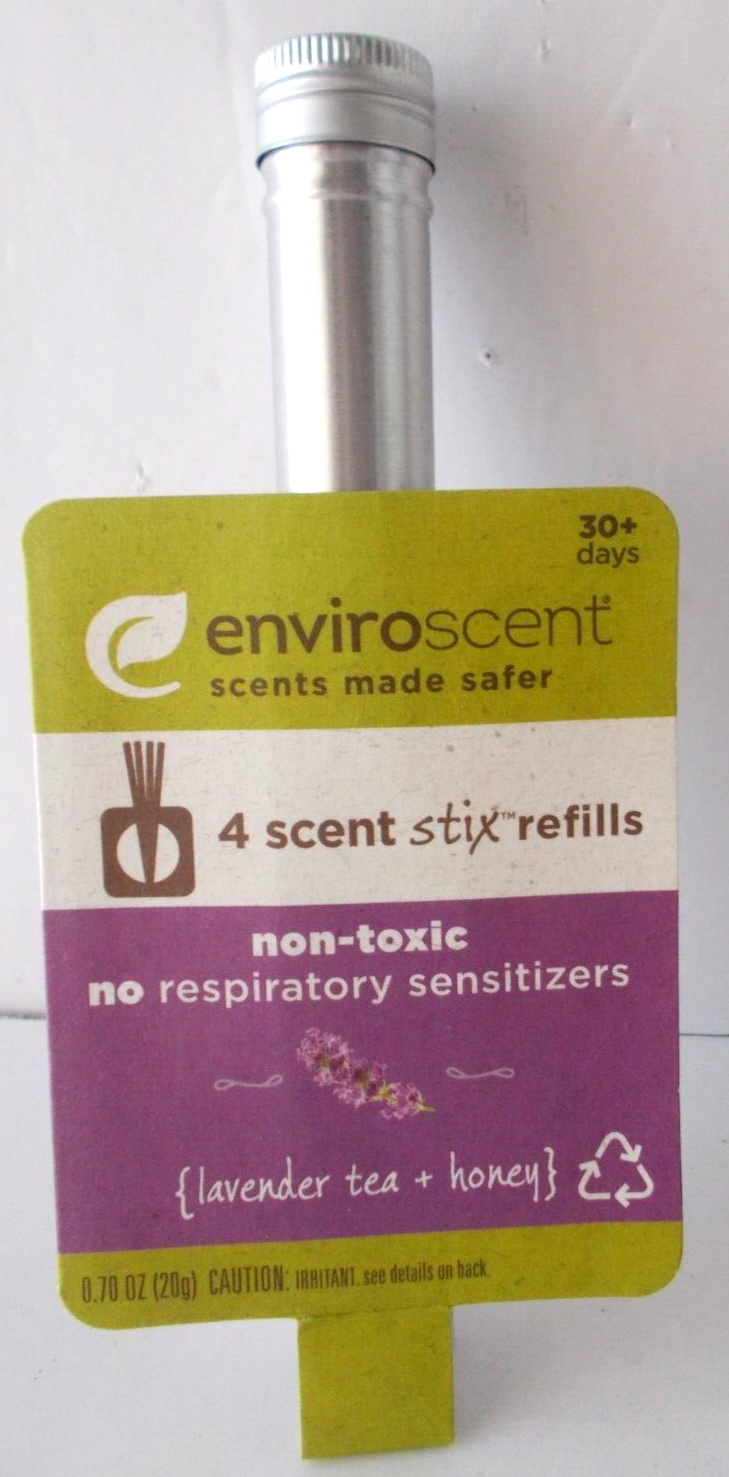 30+
days
enviroscent®
scents made safer
4 scent stix™ refills
non-toxic
no respiratory sensitizers
{lavender tea + honey}
0.70 OZ (20g) CAUTION: IRRITANT. see details on back.